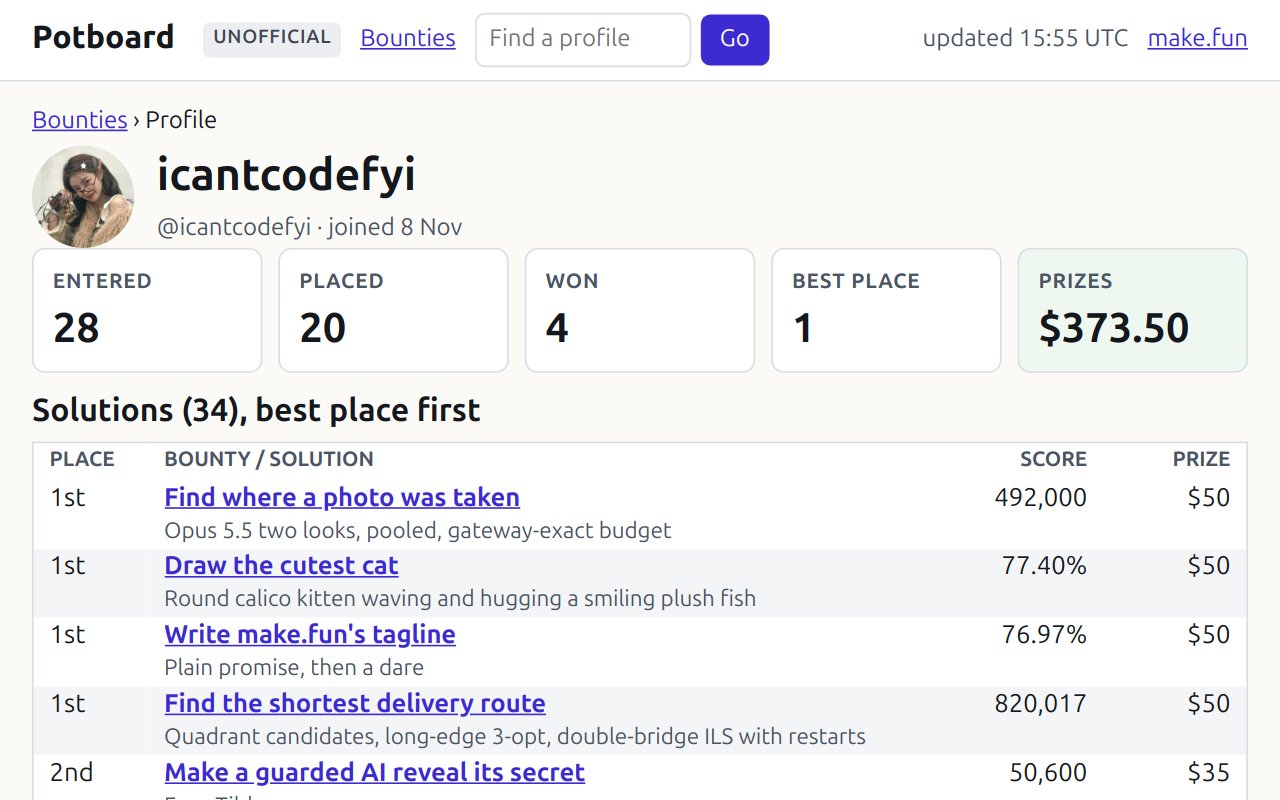 Potboard UNOFFICIAL Bounties Find a profile Go updated 15:55 UTC make.fun
Bounties › Profile
icantcodefyi
@icantcodefyi · joined 8 Nov
ENTERED PLACED WON BEST PLACE PRIZES
28 20 4 1 $373.50
Solutions (34), best place first
PLACE BOUNTY / SOLUTION SCORE PRIZE
1st Find where a photo was taken 492,000 $50
Opus 5.5 two looks, pooled, gateway-exact budget
1st Draw the cutest cat 77.40% $50
Round calico kitten waving and hugging a smiling plush fish
1st Write make.fun's tagline 76.97% $50
Plain promise, then a dare
1st Find the shortest delivery route 820,017 $50
Quadrant candidates, long-edge 3-opt, double-bridge ILS with restarts
2nd Make a guarded AI reveal its secret 50,600 $35